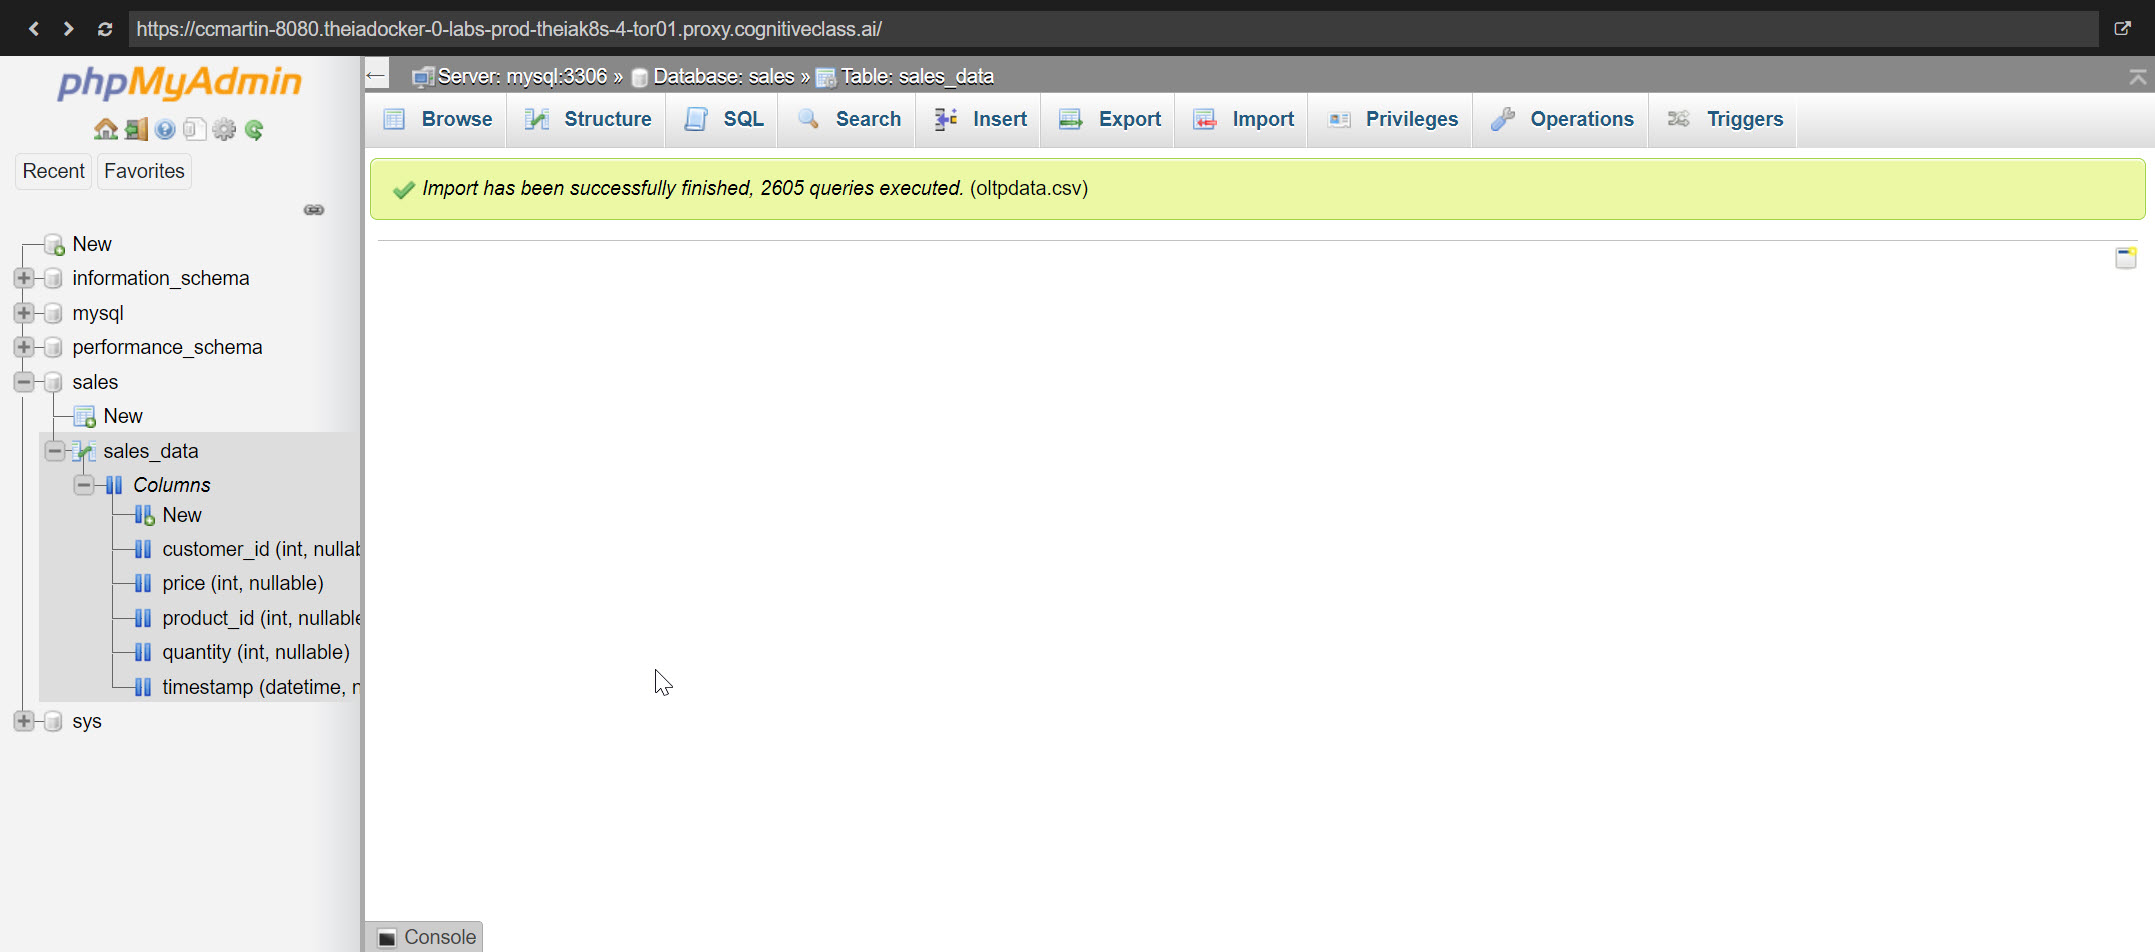 https://ccmartin-8080.theiadocker-0-labs-prod-theiak8s-4-tor01.proxy.cognitiveclass.ai/
phpMyAdmin
Recent
Favorites
New
information_schema
mysql
performance_schema
sales
New
sales_data
Columns
New
customer_id (int, nullab
price (int, nullable)
product_id (int, nullable
quantity (int, nullable)
timestamp (datetime, n
sys
Server: mysql:3306 » Database: sales » Table: sales_data
Browse Structure SQL Search Insert Export Import Privileges Operations Triggers
Import has been successfully finished, 2605 queries executed. (oltpdata.csv)
Console